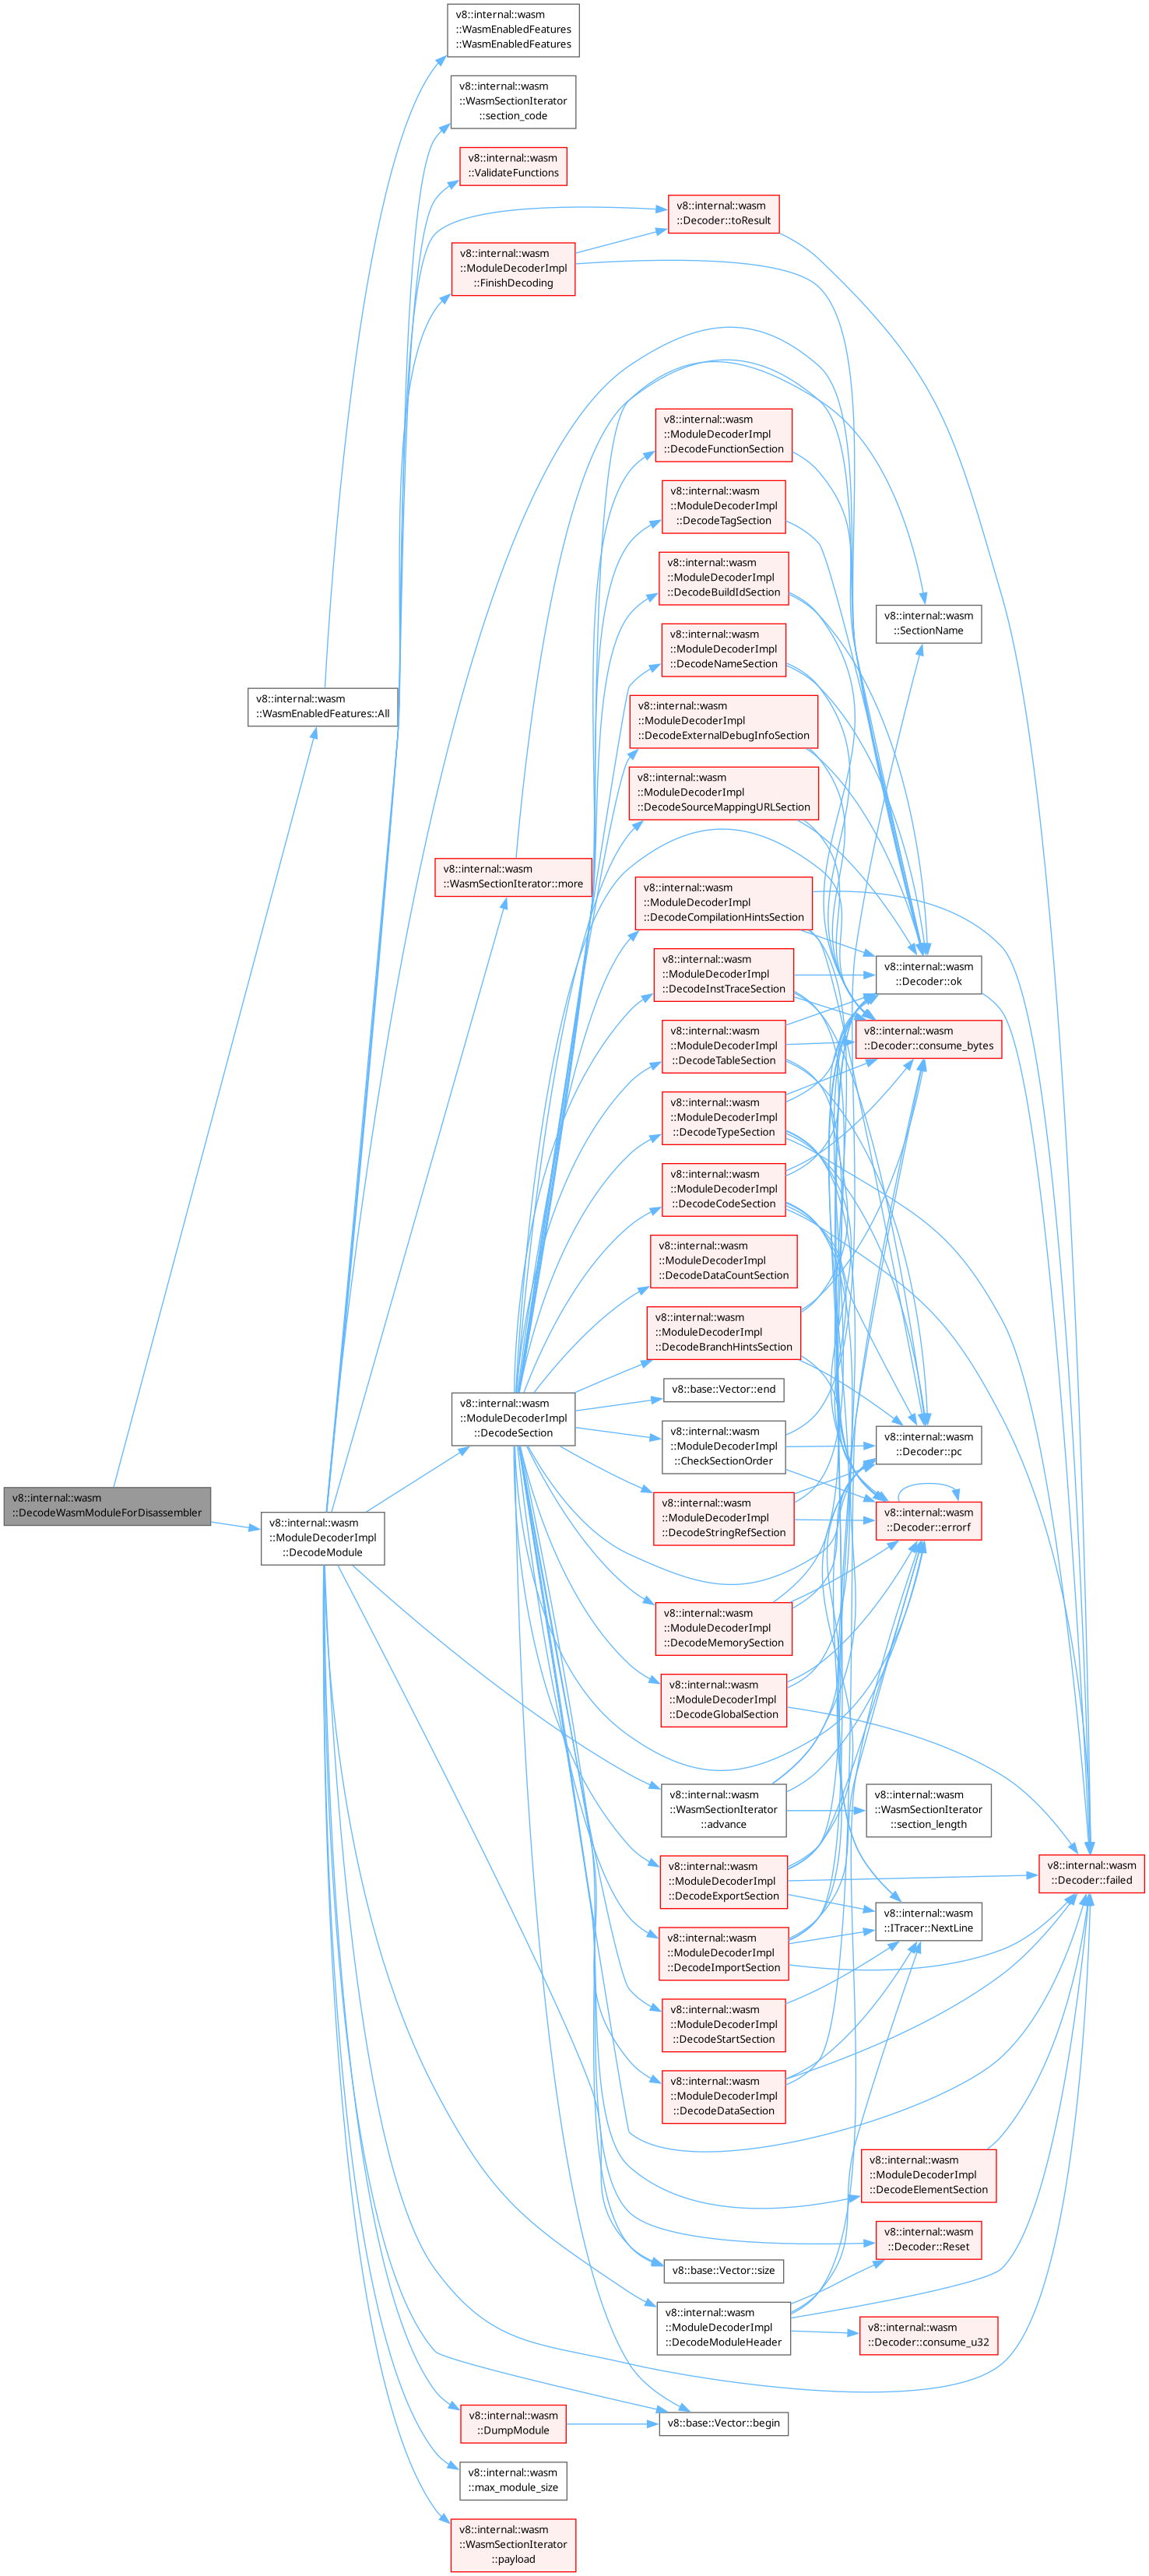 v8::internal::wasm
::WasmEnabledFeatures
::WasmEnabledFeatures
v8::internal::wasm
::WasmSectionIterator
::section_code
v8::internal::wasm
::ValidateFunctions
v8::internal::wasm
::Decoder::toResult
v8::internal::wasm
::ModuleDecoderImpl
::FinishDecoding
v8::internal::wasm
::ModuleDecoderImpl
::DecodeFunctionSection
v8::internal::wasm
::ModuleDecoderImpl
::DecodeTagSection
v8::internal::wasm
::ModuleDecoderImpl
::DecodeBuildIdSection
v8::internal::wasm
::SectionName
v8::internal::wasm
::ModuleDecoderImpl
::DecodeNameSection
v8::internal::wasm
::WasmEnabledFeatures::All
v8::internal::wasm
::ModuleDecoderImpl
::DecodeExternalDebugInfoSection
v8::internal::wasm
::ModuleDecoderImpl
::DecodeSourceMappingURLSection
v8::internal::wasm
::WasmSectionIterator::more
v8::internal::wasm
::ModuleDecoderImpl
::DecodeCompilationHintsSection
v8::internal::wasm
::ModuleDecoderImpl
::DecodeInstTraceSection
v8::internal::wasm
::Decoder::ok
v8::internal::wasm
::ModuleDecoderImpl
::DecodeTableSection
v8::internal::wasm
::Decoder::consume_bytes
v8::internal::wasm
::ModuleDecoderImpl
::DecodeTypeSection
v8::internal::wasm
::ModuleDecoderImpl
::DecodeCodeSection
v8::internal::wasm
::ModuleDecoderImpl
::DecodeDataCountSection
v8::internal::wasm
::ModuleDecoderImpl
::DecodeBranchHintsSection
v8::base::Vector::end
v8::internal::wasm
::ModuleDecoderImpl
::DecodeSection
v8::internal::wasm
::ModuleDecoderImpl
::CheckSectionOrder
v8::internal::wasm
::Decoder::pc
v8::internal::wasm
::DecodeWasmModuleForDisassembler
v8::internal::wasm
::ModuleDecoderImpl
::DecodeModule
v8::internal::wasm
::ModuleDecoderImpl
::DecodeStringRefSection
v8::internal::wasm
::Decoder::errorf
v8::internal::wasm
::ModuleDecoderImpl
::DecodeMemorySection
v8::internal::wasm
::ModuleDecoderImpl
::DecodeGlobalSection
v8::internal::wasm
::WasmSectionIterator
::advance
v8::internal::wasm
::WasmSectionIterator
::section_length
v8::internal::wasm
::ModuleDecoderImpl
::DecodeExportSection
v8::internal::wasm
::Decoder::failed
v8::internal::wasm
::ITracer::NextLine
v8::internal::wasm
::ModuleDecoderImpl
::DecodeImportSection
v8::internal::wasm
::ModuleDecoderImpl
::DecodeStartSection
v8::internal::wasm
::ModuleDecoderImpl
::DecodeDataSection
v8::internal::wasm
::ModuleDecoderImpl
::DecodeElementSection
v8::internal::wasm
::Decoder::Reset
v8::base::Vector::size
v8::internal::wasm
::ModuleDecoderImpl
::DecodeModuleHeader
v8::internal::wasm
::Decoder::consume_u32
v8::internal::wasm
::DumpModule
v8::base::Vector::begin
v8::internal::wasm
::max_module_size
v8::internal::wasm
::WasmSectionIterator
::payload